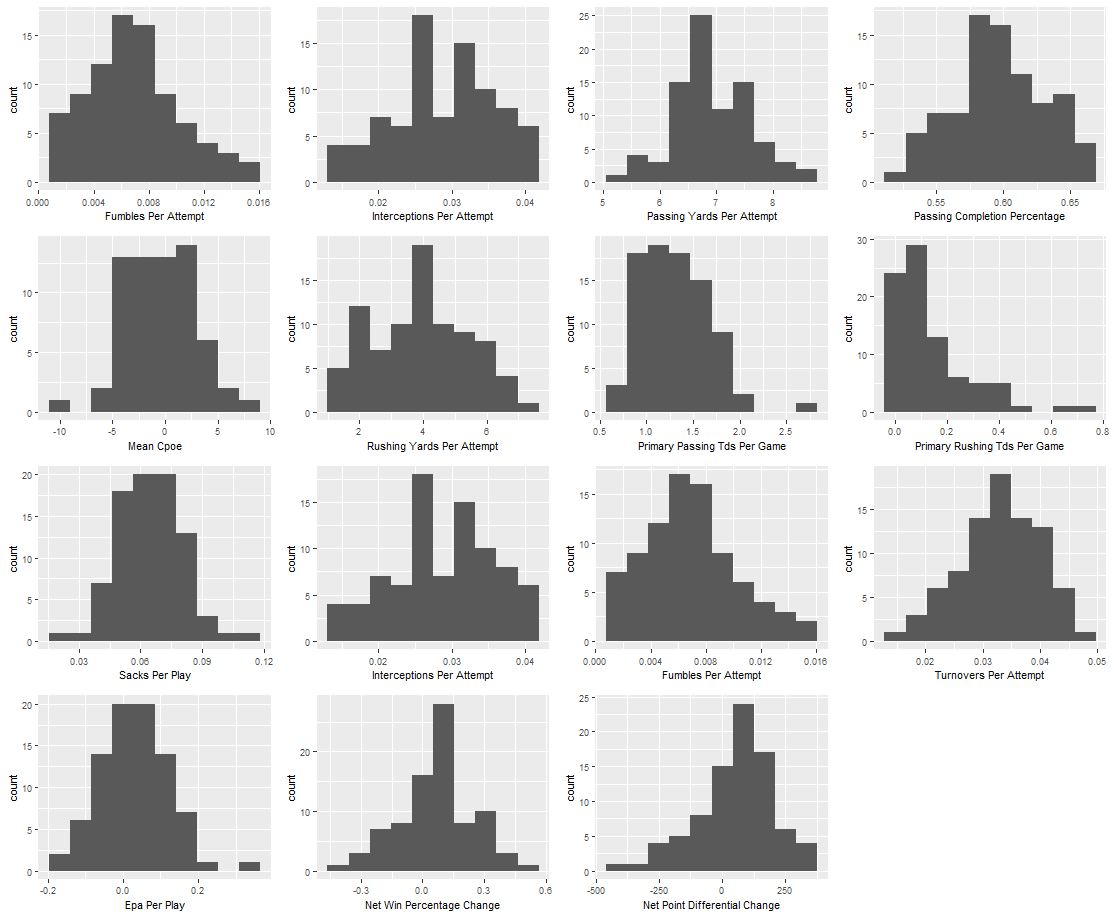 count
15
10
5
0
0.000 0.004 0.008 0.012 0.016
Fumbles Per Attempt
count
15
10
5
0
0.02 0.03 0.04
Interceptions Per Attempt
count
25
20
15
10
5
0
5 6 7 8
Passing Yards Per Attempt
count
15
10
5
0
0.55 0.60 0.65
Passing Completion Percentage
count
10
5
0
-10 -5 0 5 10
Mean Cpoe
count
15
10
5
0
2 4 6
Rushing Yards Per Attempt
count
15
10
5
0
0.5 1.0 1.5 2.0 2.5
Primary Passing Tds Per Game
count
30
20
10
0
0.0 0.2 0.4 0.6 0.8
Primary Rushing Tds Per Game
count
20
15
10
5
0
0.03 0.06 0.09 0.12
Sacks Per Play
count
15
10
5
0
0.02 0.03 0.04
Interceptions Per Attempt
count
15
10
5
0
0.000 0.004 0.008 0.012 0.016
Fumbles Per Attempt
count
15
10
5
0
0.02 0.03 0.04 0.05
Turnovers Per Attempt
count
20
15
10
5
0
-0.2 0.0 0.2
Epa Per Play
count
20
10
0
-0.3 0.0 0.3 0.6
Net Win Percentage Change
count
25
20
15
10
5
0
-500 -250 0 250
Net Point Differential Change